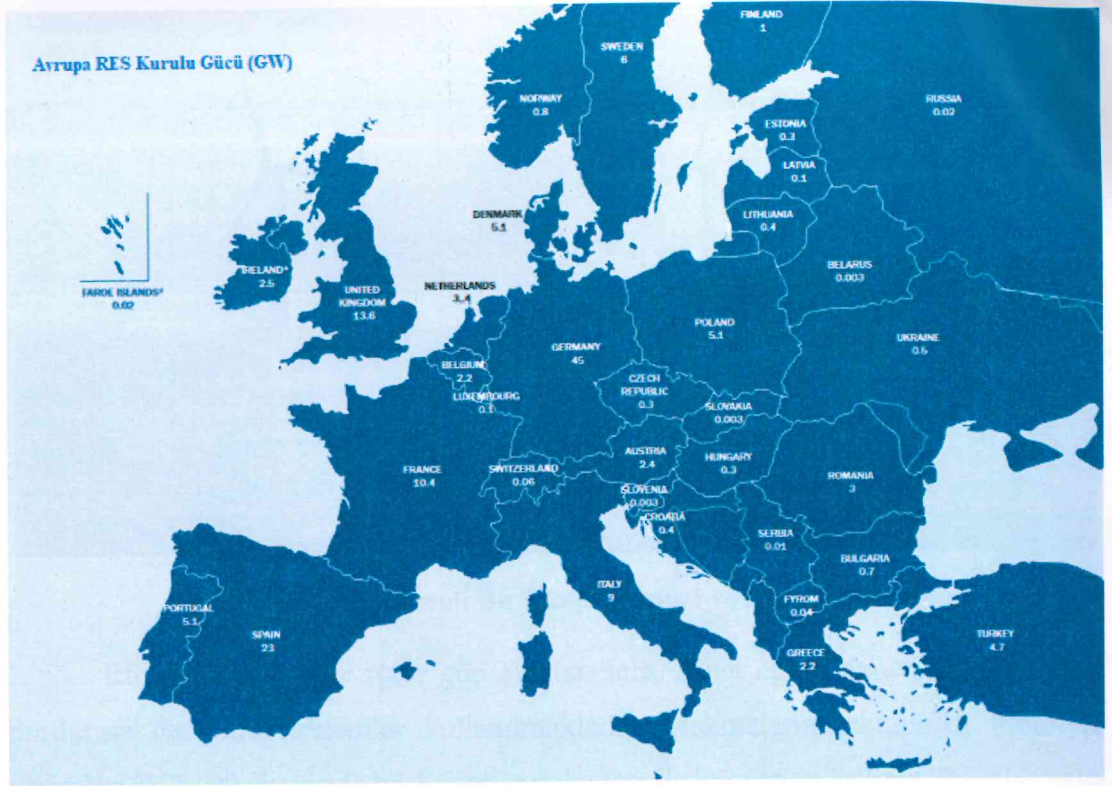 Avrupa RES Kurulu Gücü (GW)
FINLAND
1
SWEDEN
6
NORWAY
0.8
RUSSIA
0.02
ESTONIA
0.3
LATVIA
0.1
DENMARK
5.1
LITHUANIA
0.4
BELARUS
0.003
IRELAND*
2.5
FAROE ISLANDS*
0.02
UNITED
KINGDOM
13.6
NETHERLANDS
3.4
POLAND
5.1
UKRAINE
0.5
GERMANY
45
BELGIUM
2.2
CZECH
REPUBLIC
0.3
LUXEMBOURG
0.1
SLOVAKIA
0.003
AUSTRIA
2.4
HUNGARY
0.3
FRANCE
10.4
SWITZERLAND
0.06
ROMANIA
3
SLOVENIA
0.003
CROATIA
0.4
SERBIA
0.01
BULGARIA
0.7
ITALY
9
FYROM
0.04
PORTUGAL
5.1
SPAIN
23
GREECE
2.2
TURKEY
4.7